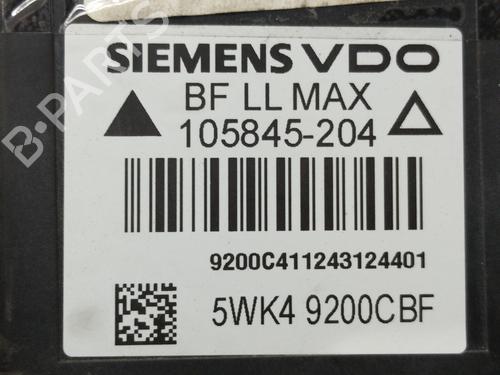 SIEMENS VDO
BF LL MAX
105845-204
9200C411243124401
5WK4 9200CBF
B-PARTS